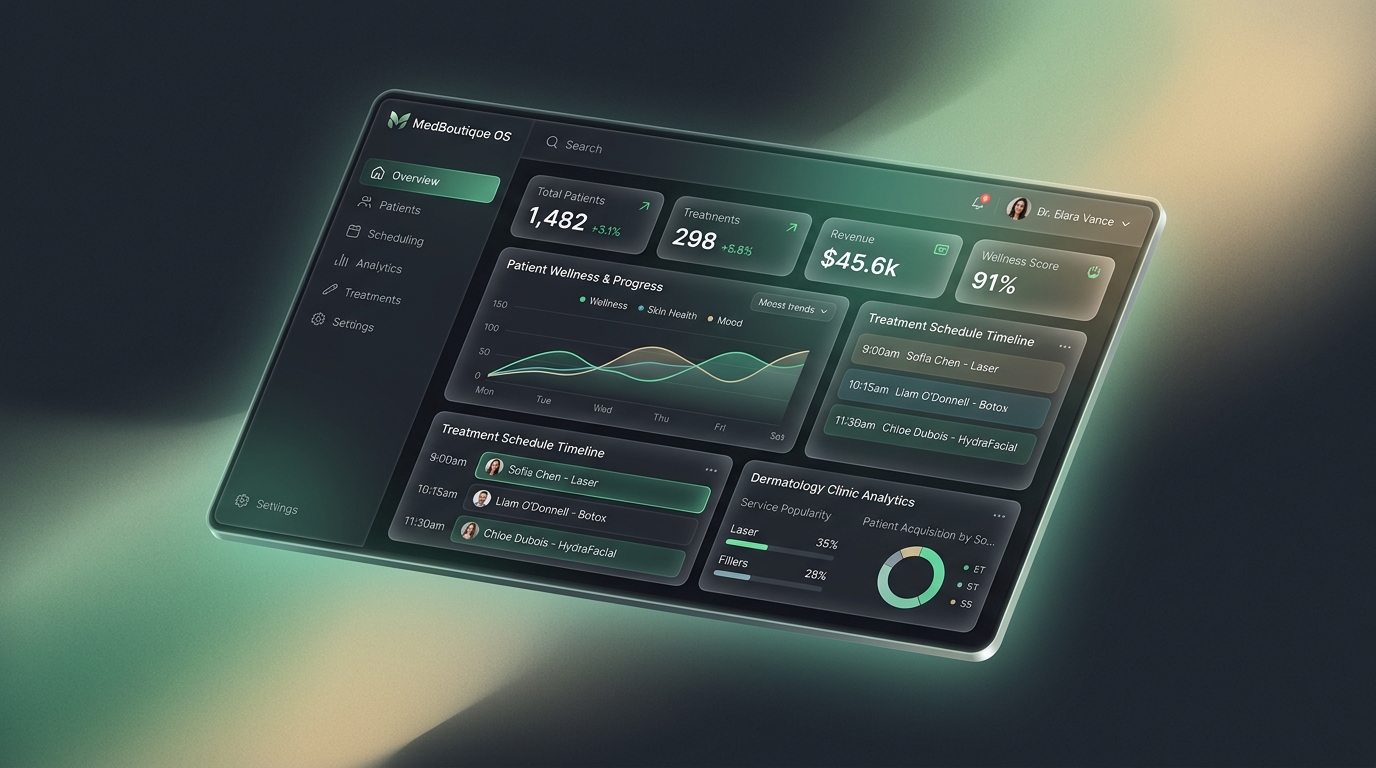 MedBoutique OS
Search
Dr. Elara Vance
Overview
Patients
Scheduling
Analytics
Treatments
Settings
Settings
Total Patients
1,482 +3.1%
Treatments
298 +8.8%
Revenue
$45.6k
Wellness Score
91%
Patient Wellness & Progress
trends
Wellness
Skin Health
Mood
150
100
50
0
Mon
Tue
Wed
Thu
Fri
Treatment Schedule Timeline
9:00am Sofia Chen - Laser
10:15am Liam O'Donnell - Botox
11:30am Chloe Dubois - HydraFacial
Treatment Schedule Timeline
9:00am Sofia Chen - Laser
10:15am Liam O'Donnell - Botox
11:30am Chloe Dubois - HydraFacial
Dermatology Clinic Analytics
Service Popularity
Laser 35%
Fillers 28%
Patient Acquisition by So...
ET
ST
SS